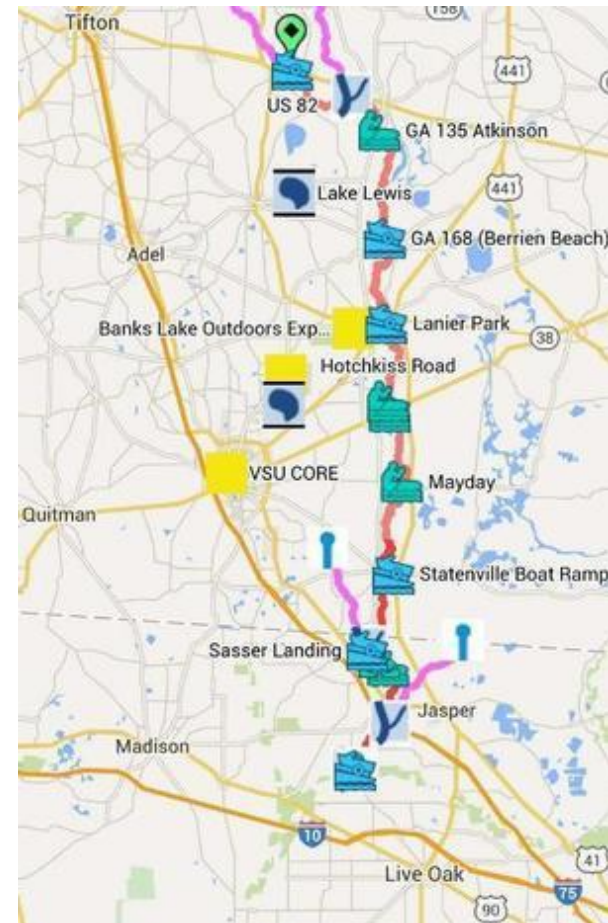 158
Tifton
441
US 82
GA 135 Atkinson
441
Lake Lewis
GA 168 (Berrien Beach)
Adel
Lanier Park
Banks Lake Outdoors Exp...
38
Hotchkiss Road
VSU CORE
Mayday
Quitman
Statenville Boat Ramp
Sasser Landing
Jasper
Madison
10
41
Live Oak
75
90